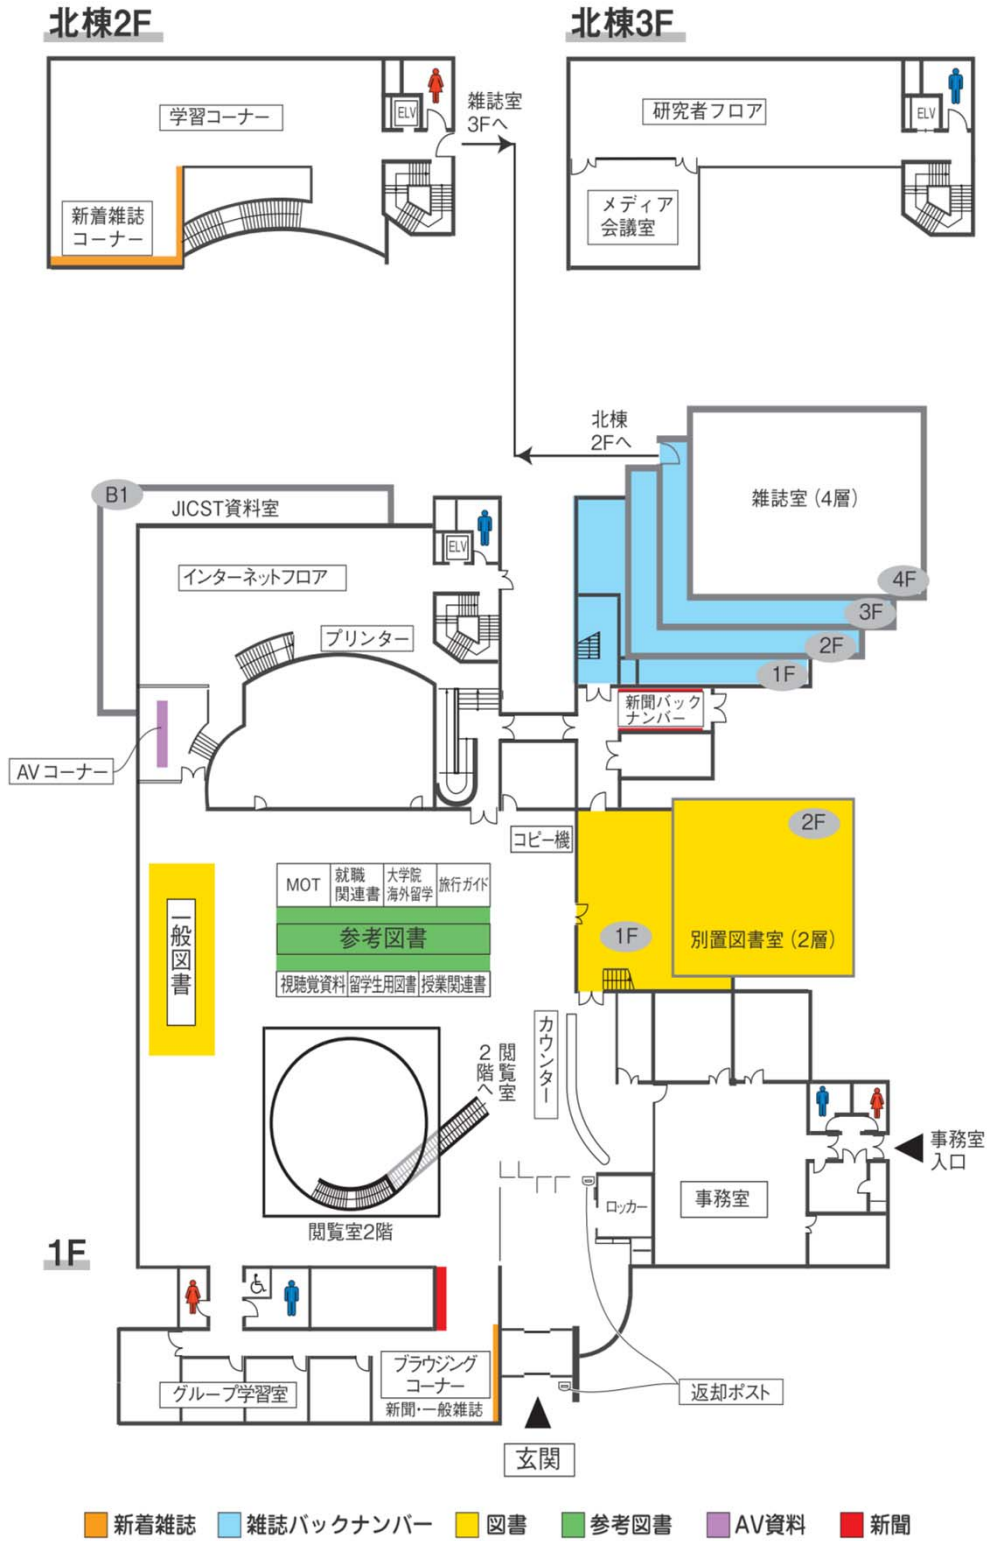 北棟2F
学習コーナー
ELV
新着雑誌
コーナー
雑誌室
3Fへ
北棟3F
研究者フロア
ELV
メディア
会議室
北棟
2Fへ
雑誌室(4層)
4F
3F
2F
1F
B1
JICST資料室
インターネットフロア
ELV
プリンター
新聞バック
ナンバー
AVコーナー
コピー機
MOT
就職
関連書
大学院
海外留学
旅行ガイド
参考図書
視聴覚資料
留学生用図書
授業関連書
一般図書
2F
1F
別置図書室(2層)
カウンター
閲覧室
2階へ
閲覧室2階
事務室
入口
事務室
ロッカー
1F
グループ学習室
ブラウジング
コーナー
新聞・一般雑誌
返却ポスト
玄関
新着雑誌
雑誌バックナンバー
図書
参考図書
AV資料
新聞